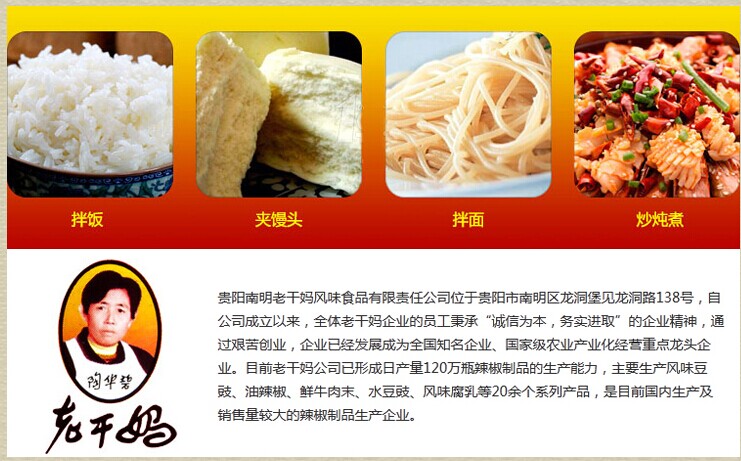 拌饭
夹馒头
拌面
炒炖煮
贵阳南明老干妈风味食品有限责任公司位于贵阳市南明区龙洞堡见龙洞路138号，自
公司成立以来，全体老干妈企业的员工秉承“诚信为本，务实进取”的企业精神，通
过艰苦创业，企业已经发展成为全国知名企业、国家级农业产业化经营重点龙头企
业。目前老干妈公司已形成日产量120万瓶辣椒制品的生产能力，主要生产风味豆
豉、油辣椒、鲜牛肉末、水豆豉、风味腐乳等20余个系列产品，是目前国内生产及
销售量较大的辣椒制品生产企业。
陶华碧
老干妈